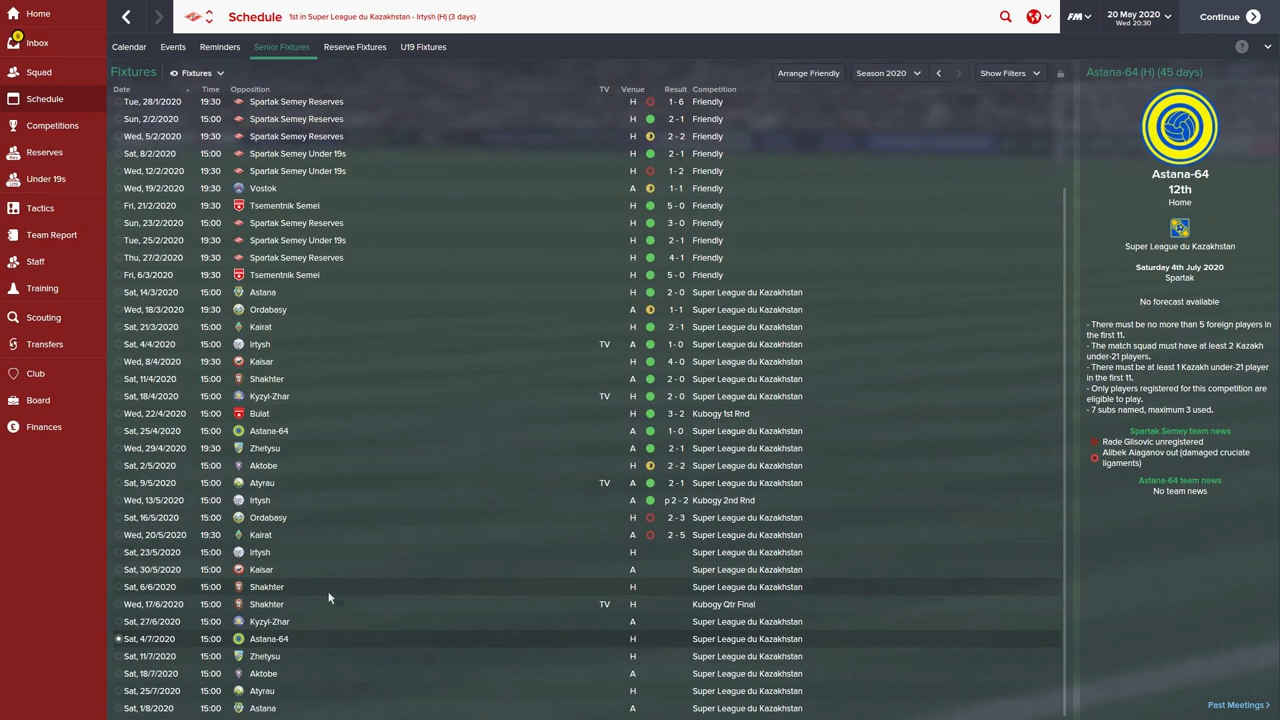 Home
Schedule
1st in Super League du Kazakhstan - Irtysh (H) (3 days)
FM
20 May 2020
Wed 20:30
Continue
9
Inbox
Squad
Schedule
Competitions
Reserves
Under 19s
Tactics
Team Report
Staff
Training
Scouting
Transfers
Club
Board
Finances
Calendar
Events
Reminders
Senior Fixtures
Reserve Fixtures
U19 Fixtures
?
Fixtures
Fixtures
Arrange Friendly
Season 2020
Show Filters
Date Time Opposition TV Venue Result Competition
Tue, 28/1/2020 19:30 Spartak Semey Reserves H 1 - 6 Friendly
Sun, 2/2/2020 15:00 Spartak Semey Reserves H 2 - 1 Friendly
Wed, 5/2/2020 19:30 Spartak Semey Reserves H 2 - 2 Friendly
Sat, 8/2/2020 15:00 Spartak Semey Under 19s H 2 - 1 Friendly
Wed, 12/2/2020 15:00 Spartak Semey Under 19s H 1 - 2 Friendly
Wed, 19/2/2020 19:30 Vostok A 1 - 1 Friendly
Fri, 21/2/2020 19:30 Tsementnik Semei H 5 - 0 Friendly
Sun, 23/2/2020 15:00 Spartak Semey Reserves H 3 - 0 Friendly
Tue, 25/2/2020 19:30 Spartak Semey Under 19s H 2 - 1 Friendly
Thu, 27/2/2020 19:30 Spartak Semey Reserves H 4 - 1 Friendly
Fri, 6/3/2020 19:30 Tsementnik Semei H 5 - 0 Friendly
Sat, 14/3/2020 15:00 Astana H 2 - 0 Super League du Kazakhstan
Wed, 18/3/2020 19:30 Ordabasy A 1 - 1 Super League du Kazakhstan
Sat, 21/3/2020 15:00 Kairat H 2 - 1 Super League du Kazakhstan
Sat, 4/4/2020 15:00 Irtysh TV A 1 - 0 Super League du Kazakhstan
Wed, 8/4/2020 19:30 Kaisar H 4 - 0 Super League du Kazakhstan
Sat, 11/4/2020 15:00 Shakhter A 2 - 0 Super League du Kazakhstan
Sat, 18/4/2020 15:00 Kyzyl-Zhar TV H 2 - 0 Super League du Kazakhstan
Wed, 22/4/2020 15:00 Bulat H 3 - 2 Kubogy 1st Rnd
Sat, 25/4/2020 15:00 Astana-64 A 1 - 0 Super League du Kazakhstan
Wed, 29/4/2020 19:30 Zhetysu A 2 - 1 Super League du Kazakhstan
Sat, 2/5/2020 15:00 Aktobe H 2 - 2 Super League du Kazakhstan
Sat, 9/5/2020 15:00 Atyrau TV A 2 - 1 Super League du Kazakhstan
Wed, 13/5/2020 15:00 Irtysh A p 2 - 2 Kubogy 2nd Rnd
Sat, 16/5/2020 15:00 Ordabasy H 2 - 3 Super League du Kazakhstan
Wed, 20/5/2020 19:30 Kairat A 2 - 5 Super League du Kazakhstan
Sat, 23/5/2020 15:00 Irtysh H Super League du Kazakhstan
Sat, 30/5/2020 15:00 Kaisar A Super League du Kazakhstan
Sat, 6/6/2020 15:00 Shakhter H Super League du Kazakhstan
Wed, 17/6/2020 15:00 Shakhter TV H Kubogy Qtr Final
Sat, 27/6/2020 15:00 Kyzyl-Zhar A Super League du Kazakhstan
Sat, 4/7/2020 15:00 Astana-64 H Super League du Kazakhstan
Sat, 11/7/2020 15:00 Zhetysu H Super League du Kazakhstan
Sat, 18/7/2020 15:00 Aktobe A Super League du Kazakhstan
Sat, 25/7/2020 15:00 Atyrau H Super League du Kazakhstan
Sat, 1/8/2020 15:00 Astana A Super League du Kazakhstan
Astana-64 (H) (45 days)
Astana-64
12th
Home
Super League du Kazakhstan
Saturday 4th July 2020
Spartak
No forecast available
- There must be no more than 5 foreign players in
the first 11.
- The match squad must have at least 2 Kazakh
under-21 players.
- There must be at least 1 Kazakh under-21 player
in the first 11.
- Only players registered for this competition are
eligible to play.
- 7 subs named, maximum 3 used.
Spartak Semey team news
Rade Glisovic unregistered
Alibek Aiaganov out (damaged cruciate
ligaments)
Astana-64 team news
No team news
Past Meetings >